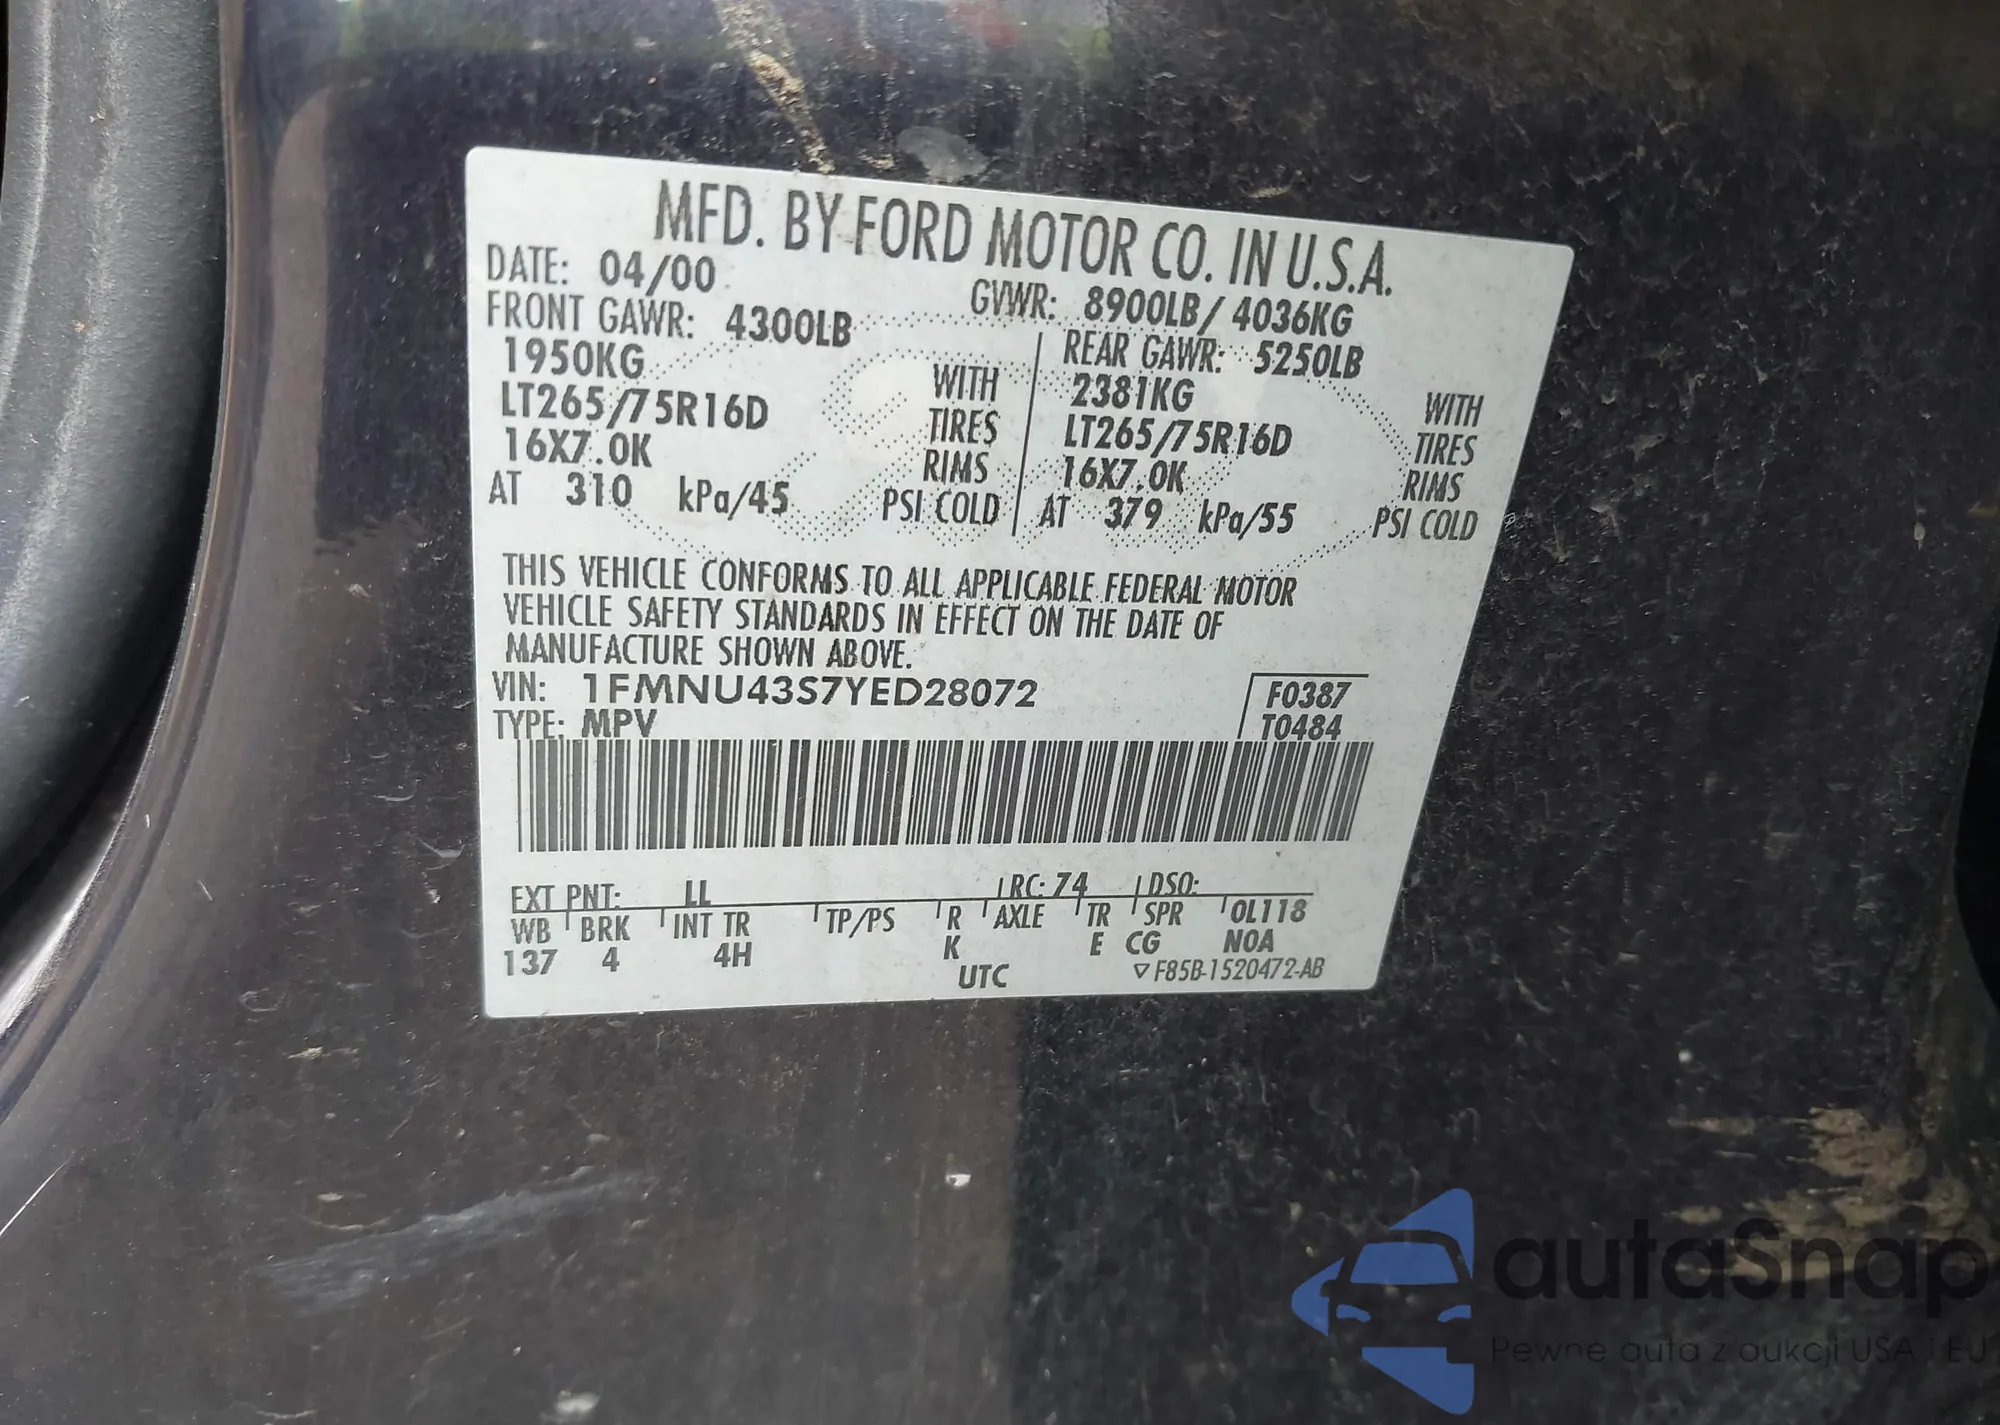 MFD. BY FORD MOTOR CO. IN U.S.A.
DATE: 04/00 GVWR: 8900LB/ 4036KG
FRONT GAWR: 4300LB REAR GAWR: 5250LB
1950KG WITH 2381KG WITH
LT265/75R16D TIRES LT265/75R16D TIRES
16X7.0K RIMS 16X7.0K RIMS
AT 310 kPa/45 PSI COLD AT 379 kPa/55 PSI COLD
THIS VEHICLE CONFORMS TO ALL APPLICABLE FEDERAL MOTOR
VEHICLE SAFETY STANDARDS IN EFFECT ON THE DATE OF
MANUFACTURE SHOWN ABOVE.
VIN: 1FMNU43S7YED28072 F0387
TYPE: MPV T0484
EXT PNT: LL RC: 74 DSO:
WB BRK INT TR TP/PS R AXLE TR SPR OL118
137 4 4H K E CG NOA
UTC ▽F85B-1520472-AB
autaSnap
Pewne auta z aukcji USA i EU